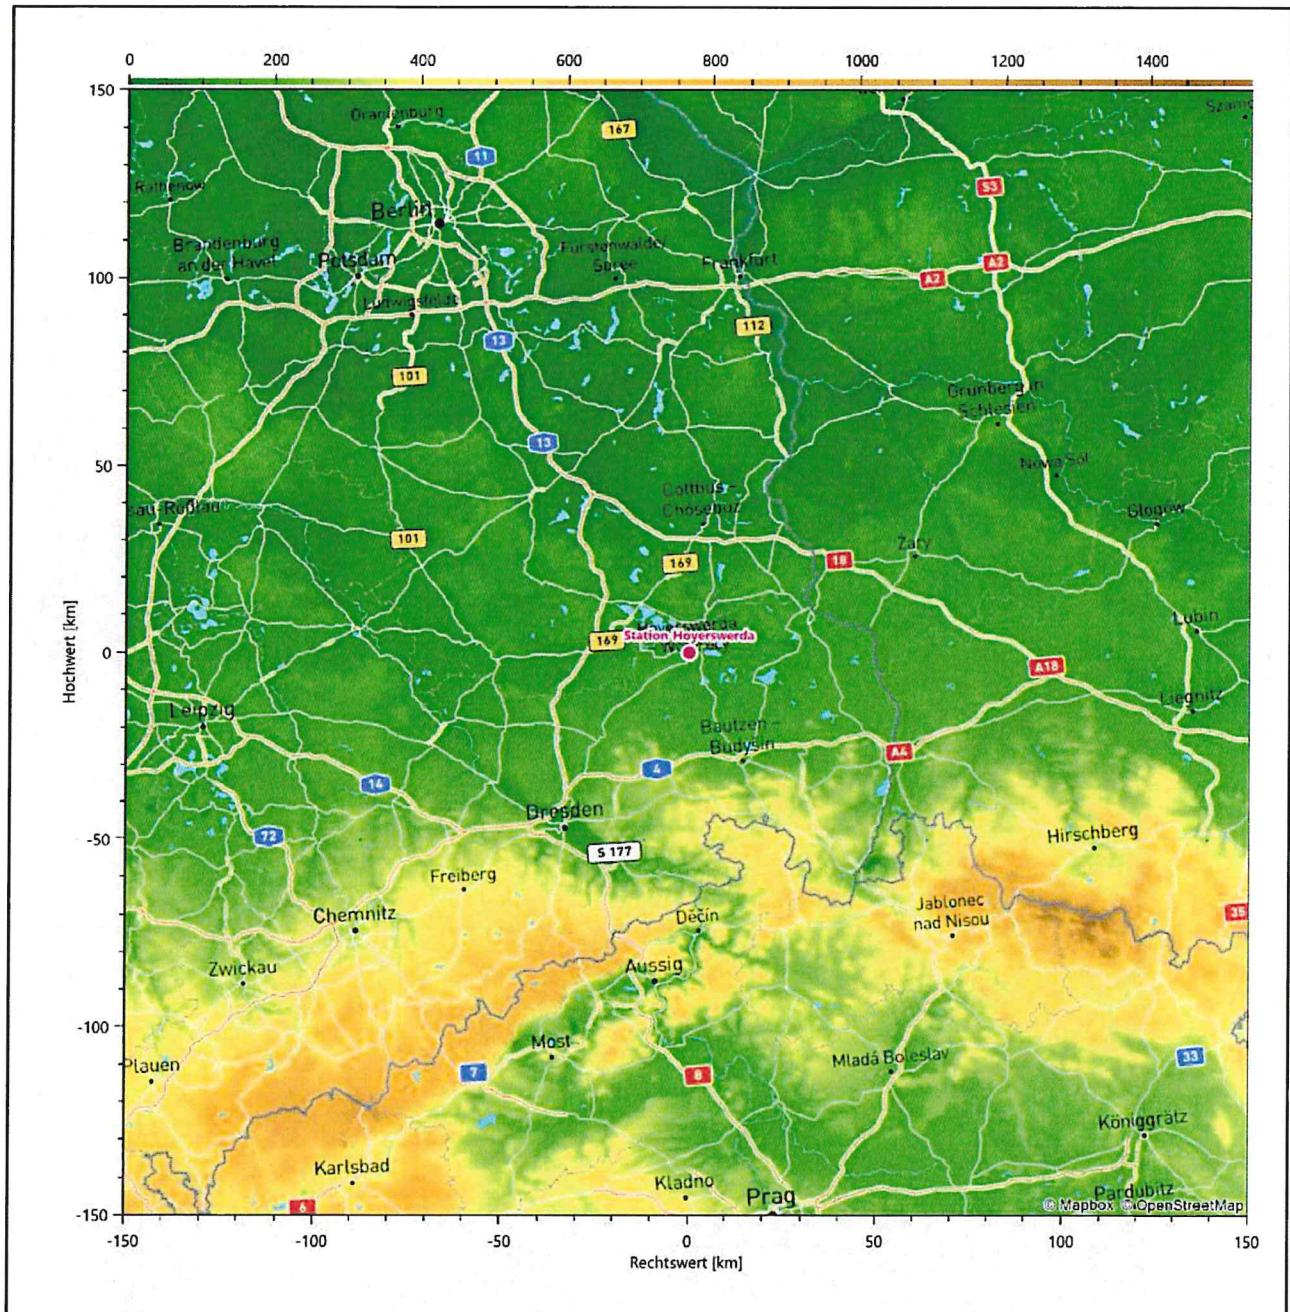 0 200 400 600 800 1000 1200 1400
150
Oranienburg
167
11
Rathenow
S3
Berlin
Brandenburg
an der Havel
Potsdam
Fürstenwalde/
Spree
Frankfurt
A2
A2
100
Ludwigsfelde
13
112
101
Grünberg in
Schlesien
13
50
Nowa Sól
Cottbus -
Chóśebuz
sau-Roßlau
Głogów
101
169
18
Żary
Hoyerswerda
Station Hoyerswerda
169
Lubin
0
A18
Leipzig
Liegnitz
Bautzen -
Budyšin
A4
14
4
Dresden
72
S 177
Hirschberg
-50
Freiberg
Chemnitz
Děčín
Jablonec
nad Nisou
35
Zwickau
Aussig
-100
Most
Mladá Boleslav
33
Plauen
7
8
Königgrätz
Karlsbad
Kladno
Prag
Pardubitz
6
© Mapbox © OpenStreetMap
-150
-150 -100 -50 0 50 100 150
Rechtswert [km]
Hochwert [km]